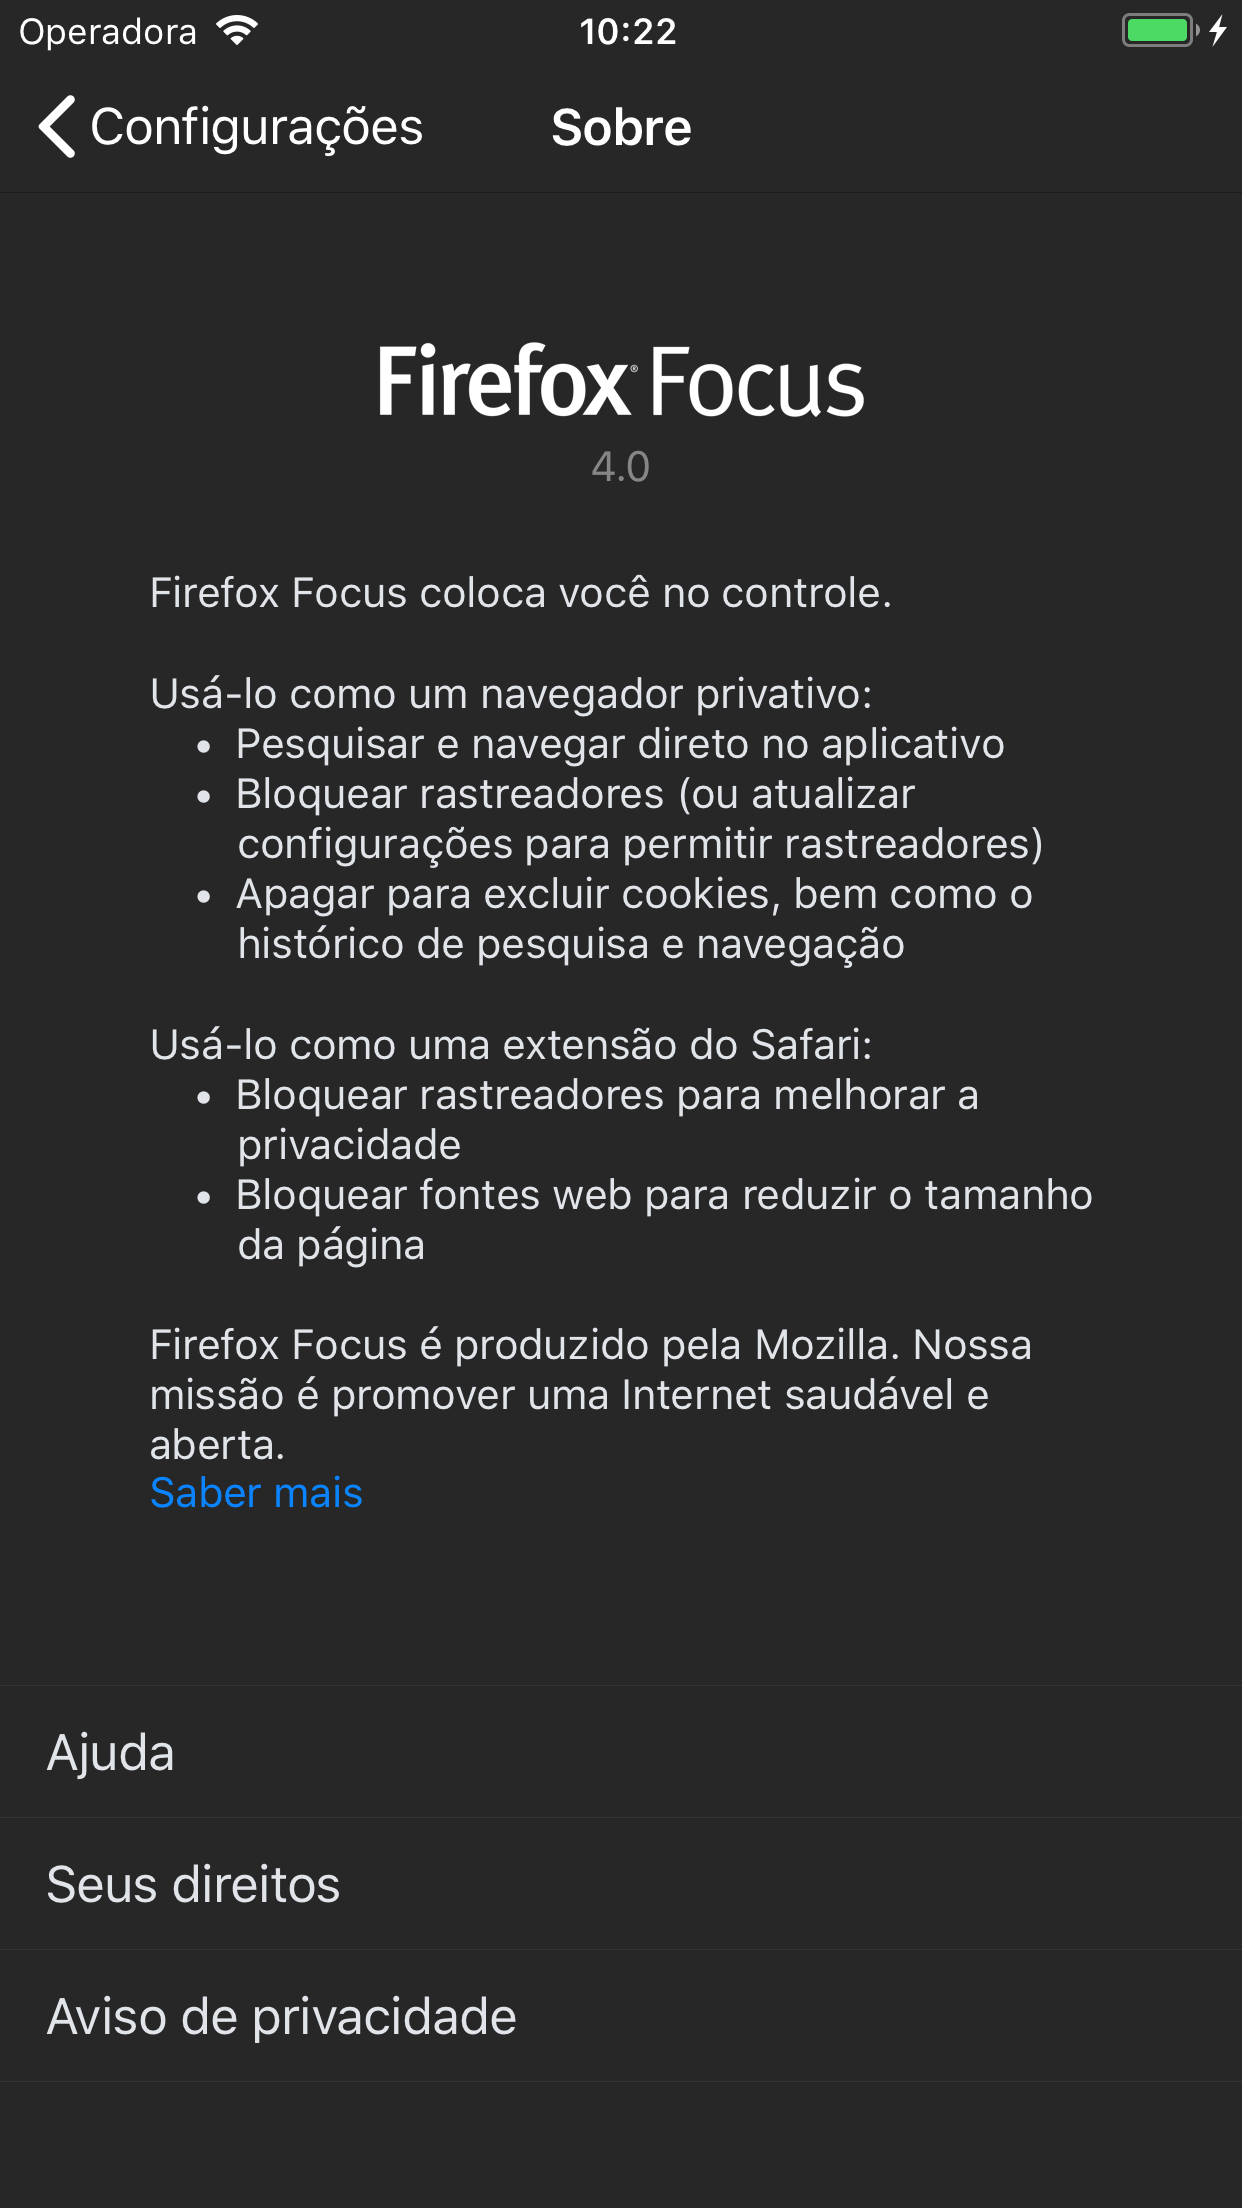 Operadora
10:22
Configurações
Sobre
Firefox® Focus
4.0
Firefox Focus coloca você no controle.
Usá-lo como um navegador privativo:
• Pesquisar e navegar direto no aplicativo
• Bloquear rastreadores (ou atualizar
configurações para permitir rastreadores)
• Apagar para excluir cookies, bem como o
histórico de pesquisa e navegação
Usá-lo como uma extensão do Safari:
• Bloquear rastreadores para melhorar a
privacidade
• Bloquear fontes web para reduzir o tamanho
da página
Firefox Focus é produzido pela Mozilla. Nossa
missão é promover uma Internet saudável e
aberta.
Saber mais
Ajuda
Seus direitos
Aviso de privacidade